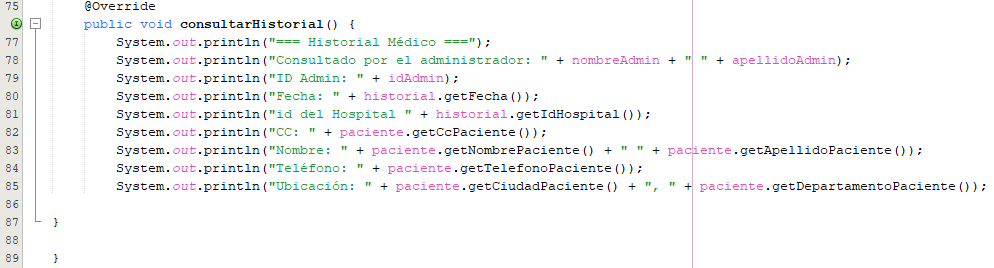 75 @Override
public void consultarHistorial() {
77 System.out.println("=== Historial Médico ===");
78 System.out.println("Consultado por el administrador: " + nombreAdmin + " " + apellidoAdmin);
79 System.out.println("ID Admin: " + idAdmin);
80 System.out.println("Fecha: " + historial.getFecha());
81 System.out.println("id del Hospital " + historial.getIdHospital());
82 System.out.println("CC: " + paciente.getCcPaciente());
83 System.out.println("Nombre: " + paciente.getNombrePaciente() + " " + paciente.getApellidoPaciente());
84 System.out.println("Teléfono: " + paciente.getTelefonoPaciente());
85 System.out.println("Ubicación: " + paciente.getCiudadPaciente() + ", " + paciente.getDepartamentoPaciente());
86
87 }
88
89 }